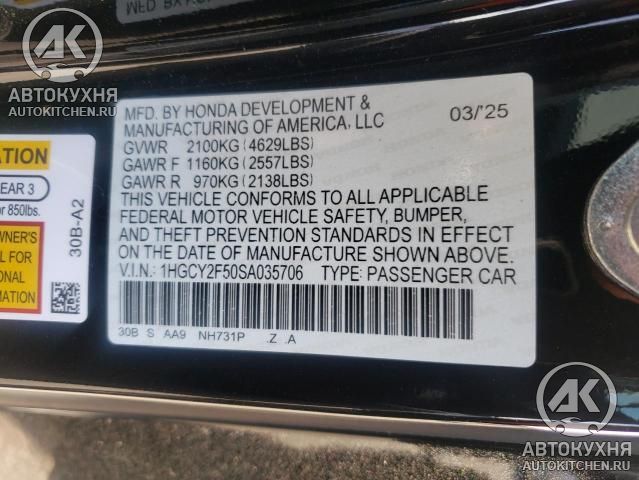 АВТОКУХНЯ
AUTOKITCHEN.RU
MFD. BY HONDA DEVELOPMENT &
MANUFACTURING OF AMERICA, LLC
03/'25
GVWR 2100KG(4629LBS)
GAWR F 1160KG(2557LBS)
GAWR R 970KG(2138LBS)
THIS VEHICLE CONFORMS TO ALL APPLICABLE
FEDERAL MOTOR VEHICLE SAFETY, BUMPER,
AND THEFT PREVENTION STANDARDS IN EFFECT
ON THE DATE OF MANUFACTURE SHOWN ABOVE.
V.I.N.: 1HGCY2F50SA035706 TYPE: PASSENGER CAR
30B S AA9 NH731P .Z .A
EAR 3
or 850lbs.
30B-A2
WNER'S
FOR
IONAL
MATION
AK
АВТОКУХНЯ
AUTOKITCHEN.RU